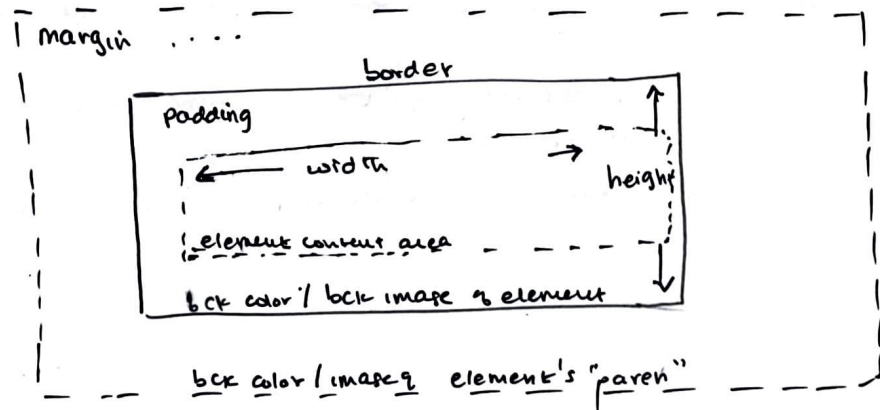 margin ....
border
padding
width
height
element content area
bck color / bck image of element
bck color / image of element's "paren"